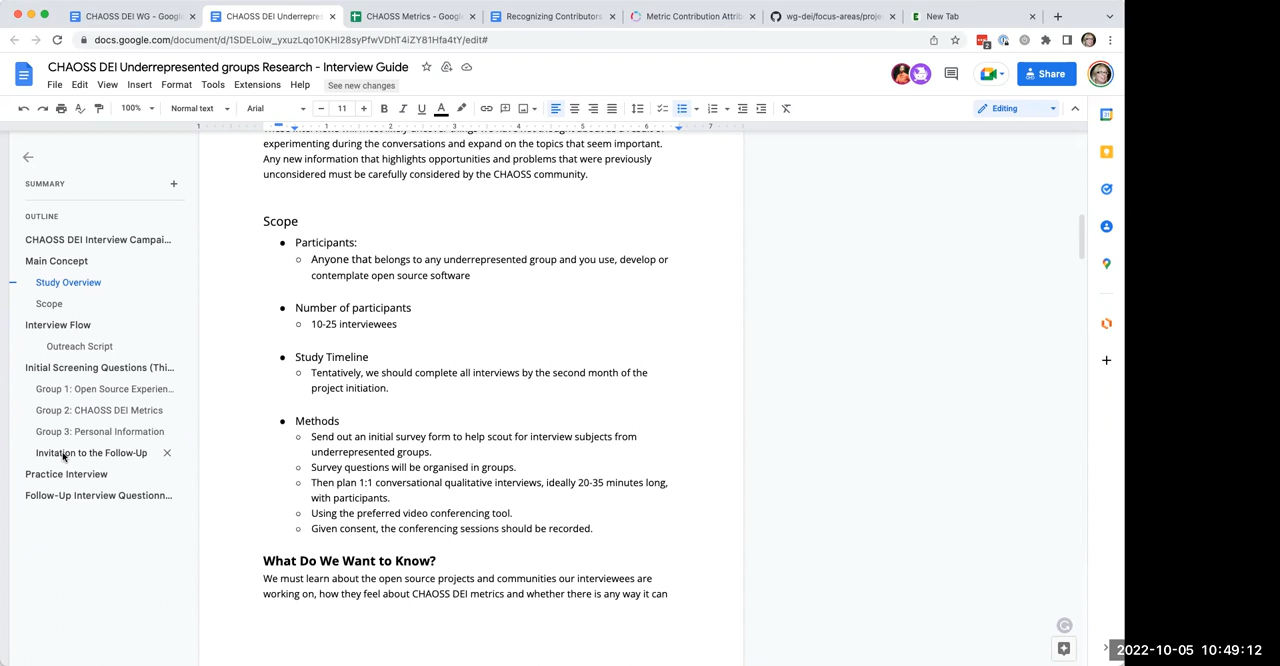 CHAOSS DEI WG - Google
CHAOSS DEI Underrepres
CHAOSS Metrics - Google
Recognizing Contributors
Metric Contribution Attrib
wg-dei/focus-areas/proje
New Tab
docs.google.com/document/d/1SDELoiw_yxuzLqo10KHI28syPfwVDhT4iZY81Hfa4tY/edit#
2
CHAOSS DEI Underrepresented groups Research - Interview Guide
File Edit View Insert Format Tools Extensions Help See new changes
Share
100% Normal text Arial 11 B I U A
Editing
1 1 2 3 4 5 6 7
experimenting during the conversations and expand on the topics that seem important.
Any new information that highlights opportunities and problems that were previously
unconsidered must be carefully considered by the CHAOSS community.
SUMMARY
OUTLINE
CHAOSS DEI Interview Campai...
Main Concept
Study Overview
Scope
Interview Flow
Outreach Script
Initial Screening Questions (Thi...
Group 1: Open Source Experien...
Group 2: CHAOSS DEI Metrics
Group 3: Personal Information
Invitation to the Follow-Up
Practice Interview
Follow-Up Interview Questionn...
Scope
● Participants:
○ Anyone that belongs to any underrepresented group and you use, develop or
contemplate open source software
● Number of participants
○ 10-25 interviewees
● Study Timeline
○ Tentatively, we should complete all interviews by the second month of the
project initiation.
● Methods
○ Send out an initial survey form to help scout for interview subjects from
underrepresented groups.
○ Survey questions will be organised in groups.
○ Then plan 1:1 conversational qualitative interviews, ideally 20-35 minutes long,
with participants.
○ Using the preferred video conferencing tool.
○ Given consent, the conferencing sessions should be recorded.
What Do We Want to Know?
We must learn about the open source projects and communities our interviewees are
working on, how they feel about CHAOSS DEI metrics and whether there is any way it can
2022-10-05 10:49:12